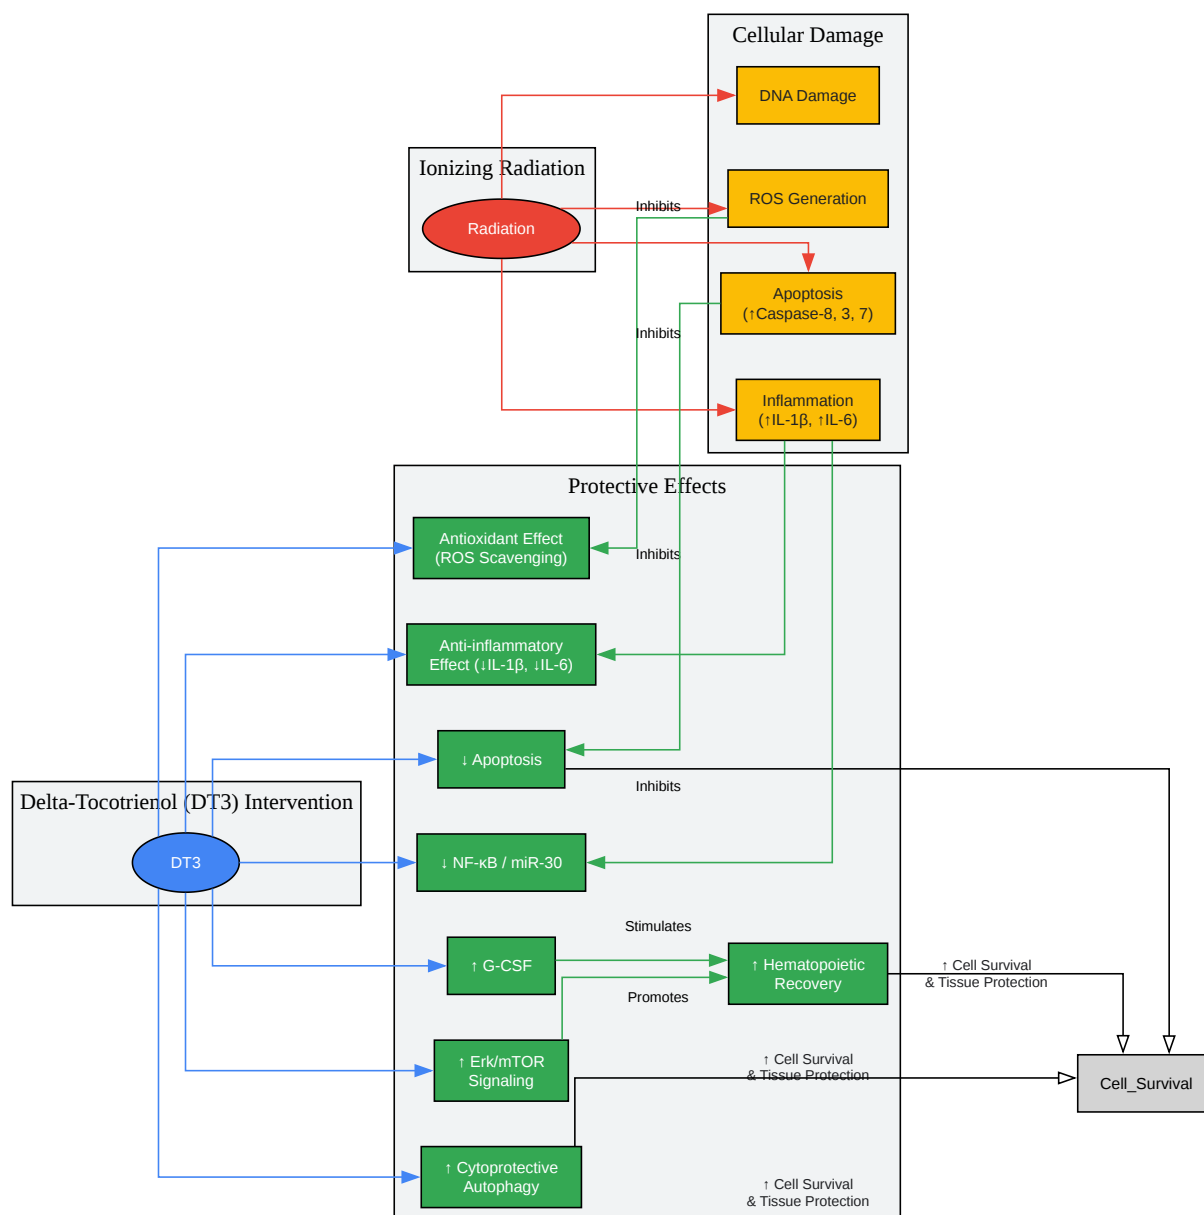 Cellular Damage
DNA Damage
Ionizing Radiation
ROS Generation
Inhibits
Radiation
Apoptosis
(↑Caspase-8, 3, 7)
Inhibits
Inflammation
(↑IL-1β, ↑IL-6)
Protective Effects
Antioxidant Effect
(ROS Scavenging)
Inhibits
Anti-inflammatory
Effect (↓IL-1β, ↓IL-6)
↓ Apoptosis
Inhibits
Delta-Tocotrienol (DT3) Intervention
DT3
↓ NF-κB / miR-30
Stimulates
↑ G-CSF
↑ Hematopoietic
Recovery
↑ Cell Survival
& Tissue Protection
Promotes
↑ Erk/mTOR
Signaling
↑ Cell Survival
& Tissue Protection
Cell_Survival
↑ Cytoprotective
Autophagy
↑ Cell Survival
& Tissue Protection